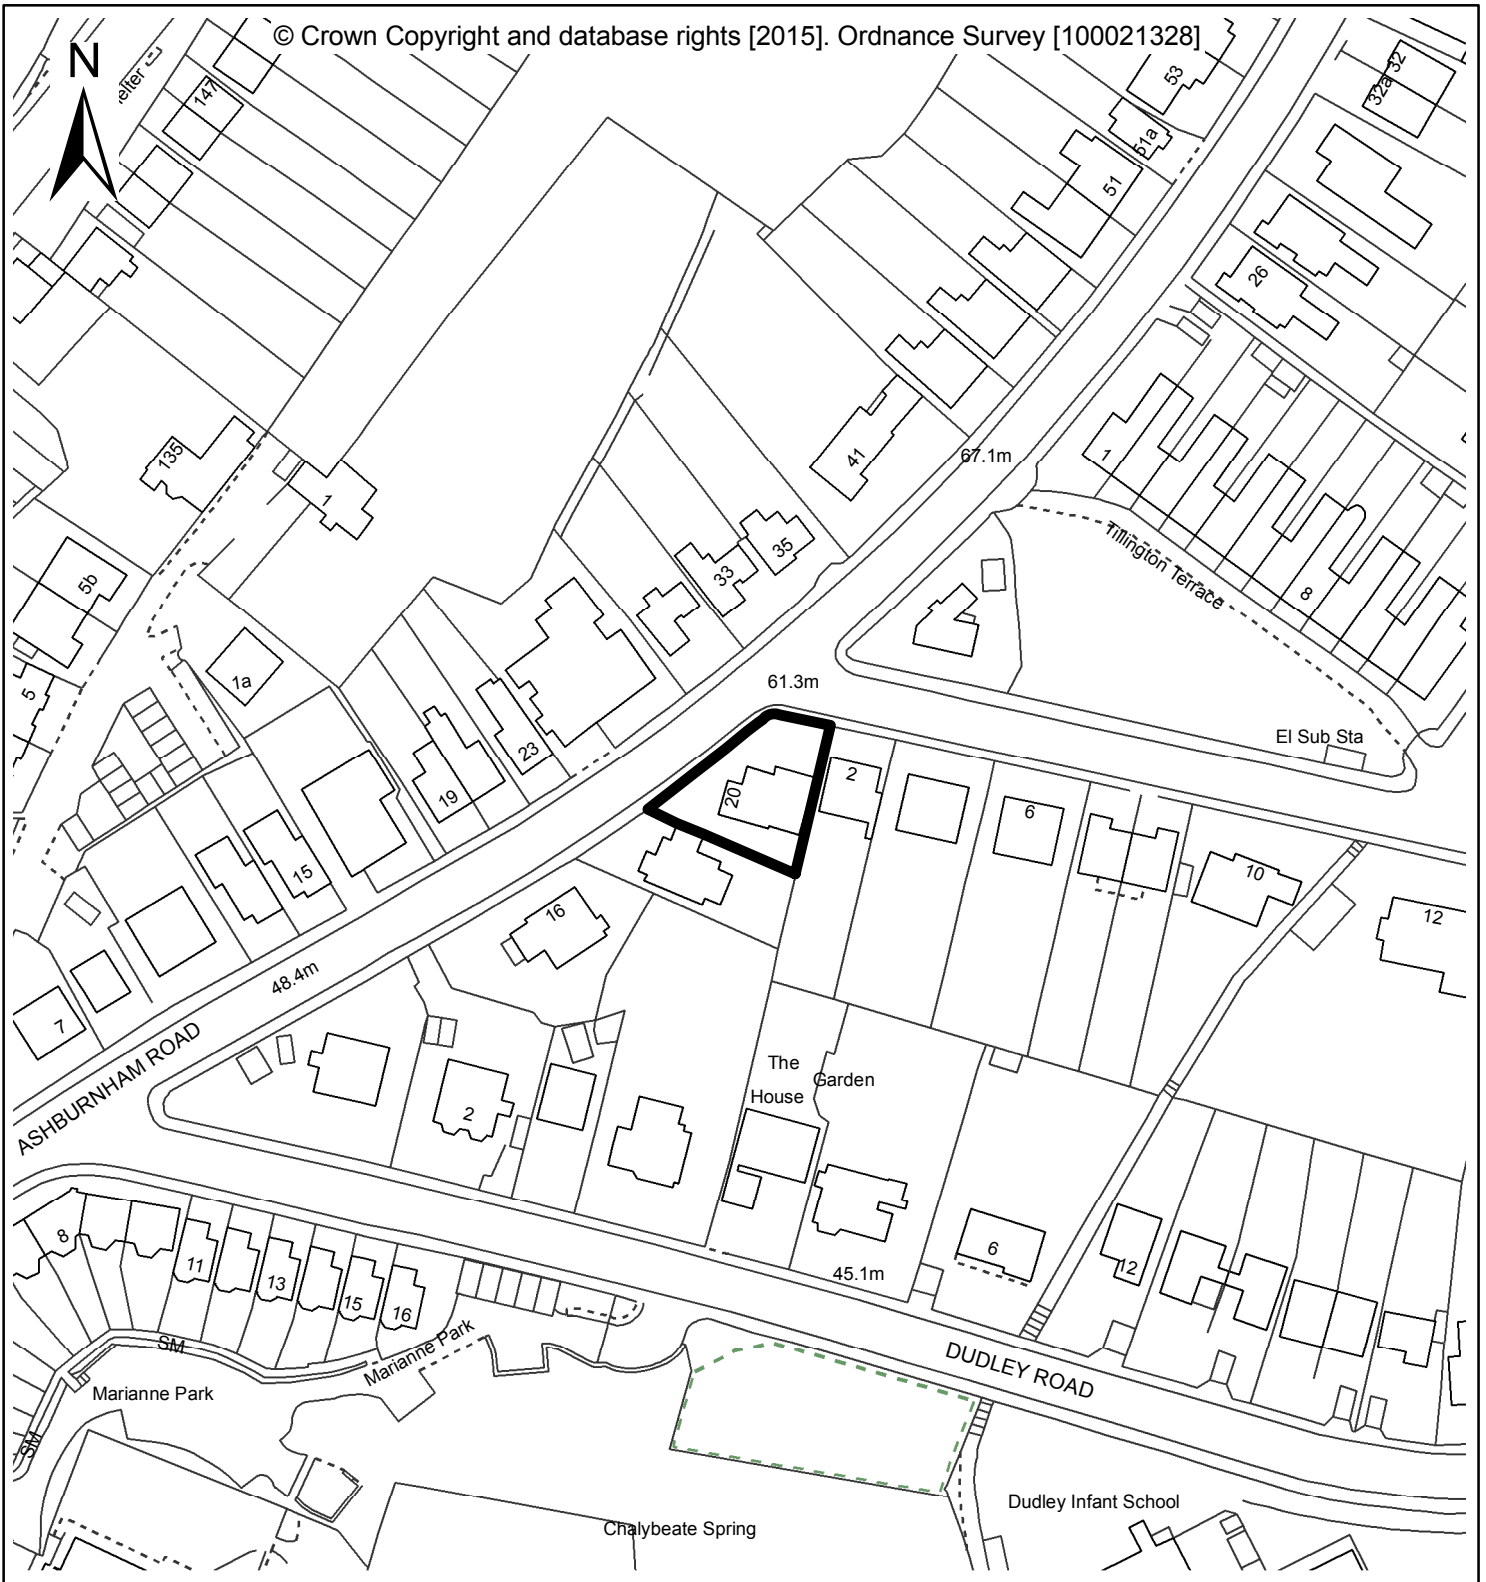 © Crown Copyright and database rights [2015]. Ordnance Survey [100021328]
N
elter
147
53
51a
51
32a 32
26
135
1
41
67.1m
1
Tillington Terrace
8
5b
35
33
1a
5
61.3m
El Sub Sta
23
19
20
2
6
10
12
15
16
48.4m
7
ASHBURNHAM ROAD
2
The Garden
House
8
11
13
15
16
6
12
45.1m
SM
Marianne Park
DUDLEY ROAD
Marianne Park
SM
Dudley Infant School
Chalybeate Spring